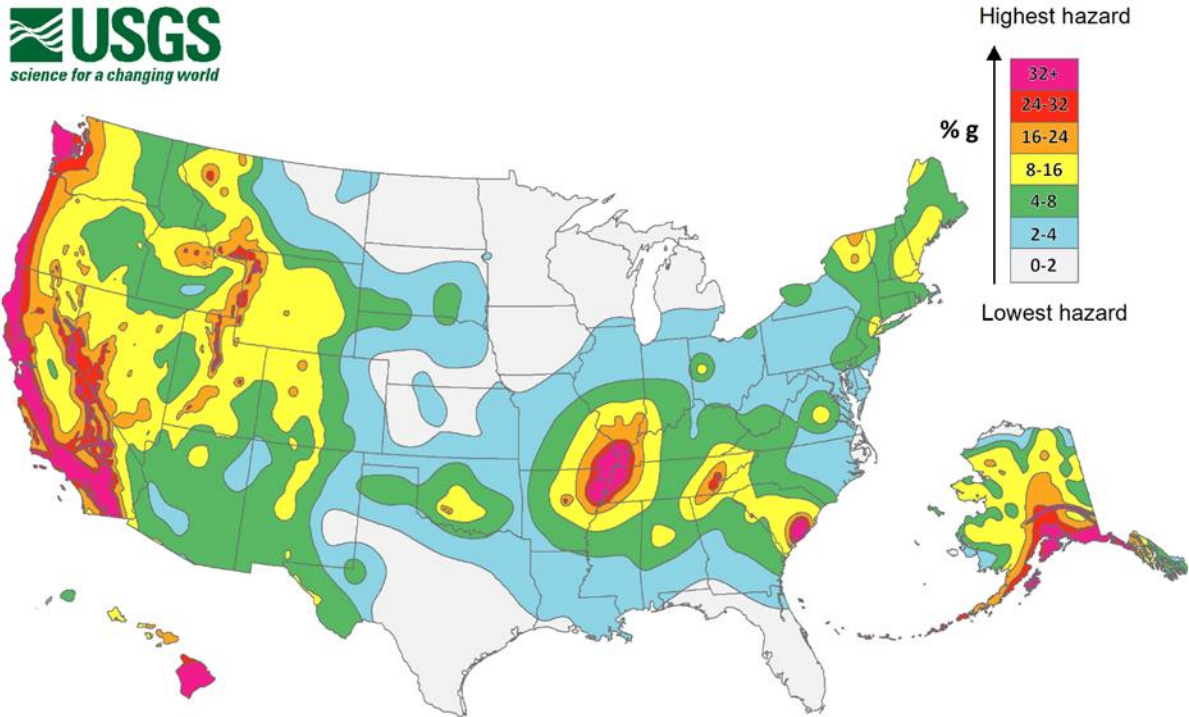 USGS
science for a changing world
Highest hazard
% g
32+
24-32
16-24
8-16
4-8
2-4
0-2
Lowest hazard